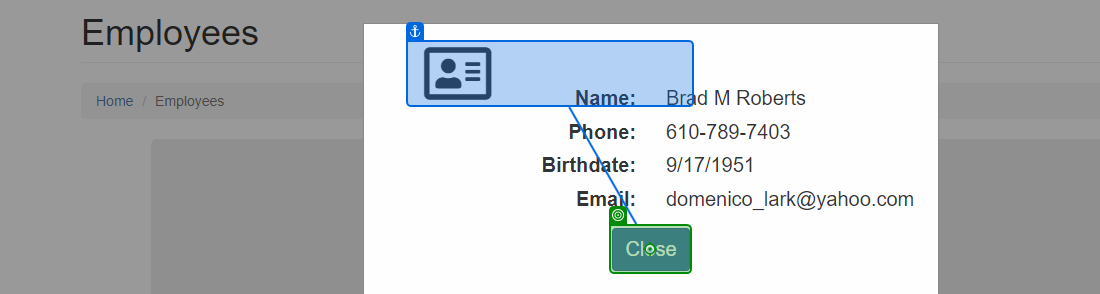 Employees
Home / Employees
Name: Brad M Roberts
Phone: 610-789-7403
Birthdate: 9/17/1951
Email: domenico_lark@yahoo.com
Close